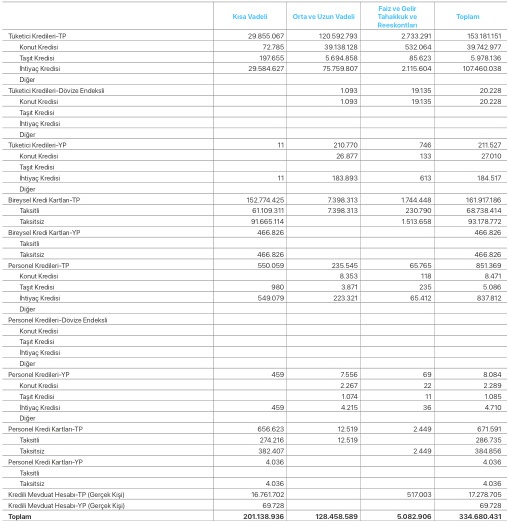 Kısa Vadeli Orta ve Uzun Vadeli Faiz ve Gelir Tahakkuk ve Reeskontları Toplam
Tüketici Kredileri-TP 29.855.067 120.592.793 2.733.291 153.181.151
Konut Kredisi 72.785 39.138.128 532.064 39.742.977
Taşıt Kredisi 197.655 5.694.858 85.623 5.978.136
İhtiyaç Kredisi 29.584.627 75.759.807 2.115.604 107.460.038
Diğer
Tüketici Kredileri-Dövize Endeksli 1.093 19.135 20.228
Konut Kredisi 1.093 19.135 20.228
Taşıt Kredisi
İhtiyaç Kredisi
Diğer
Tüketici Kredileri-YP 11 210.770 746 211.527
Konut Kredisi 26.877 133 27.010
Taşıt Kredisi
İhtiyaç Kredisi 11 183.893 613 184.517
Diğer
Bireysel Kredi Kartları-TP 152.774.425 7.398.313 1.744.448 161.917.186
Taksitli 61.109.311 7.398.313 230.790 68.738.414
Taksitsiz 91.665.114 1.513.658 93.178.772
Bireysel Kredi Kartları-YP 466.826 466.826
Taksitli
Taksitsiz 466.826 466.826
Personel Kredileri-TP 550.059 235.545 65.765 851.369
Konut Kredisi 8.353 118 8.471
Taşıt Kredisi 980 3.871 235 5.086
İhtiyaç Kredisi 549.079 223.321 65.412 837.812
Diğer
Personel Kredileri-Dövize Endeksli
Konut Kredisi
Taşıt Kredisi
İhtiyaç Kredisi
Diğer
Personel Kredileri-YP 459 7.556 69 8.084
Konut Kredisi 2.267 22 2.289
Taşıt Kredisi 1.074 11 1.085
İhtiyaç Kredisi 459 4.215 36 4.710
Diğer
Personel Kredi Kartları-TP 656.623 12.519 2.449 671.591
Taksitli 274.216 12.519 286.735
Taksitsiz 382.407 2.449 384.856
Personel Kredi Kartları-YP 4.036 4.036
Taksitli
Taksitsiz 4.036 4.036
Kredili Mevduat Hesabı-TP (Gerçek Kişi) 16.761.702 517.003 17.278.705
Kredili Mevduat Hesabı-YP (Gerçek Kişi) 69.728 69.728
Toplam 201.138.936 128.458.589 5.082.906 334.680.431